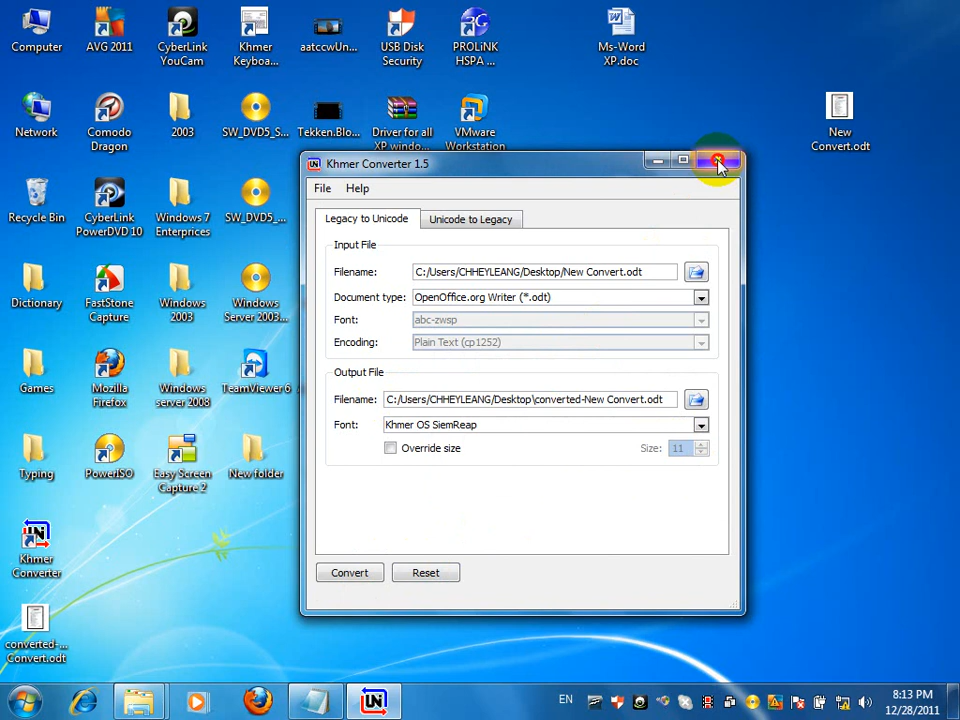 Computer
AVG 2011
CyberLink
YouCam
Khmer
Keyboa...
aatccwUn...
USB Disk
Security
PROLiNK
HSPA ...
Ms-Word
XP.doc
Network
Comodo
Dragon
2003
SW_DVD5_S...
Tekken.Blo...
Driver for all
XP windo...
VMware
Workstation
New
Convert.odt
Recycle Bin
CyberLink
PowerDVD 10
Windows 7
Enterprices
SW_DVD5_...
Dictionary
FastStone
Capture
Windows
2003
Windows
Server 2003...
Games
Mozilla
Firefox
Windows
server 2008
TeamViewer 6
Typing
PowerISO
Easy Screen
Capture 2
New folder
Khmer
Converter
converted-...
Convert.odt
Khmer Converter 1.5
File Help
Legacy to Unicode Unicode to Legacy
Input File
Filename: C:/Users/CHHEYLEANG/Desktop/New Convert.odt
Document type: OpenOffice.org Writer (*.odt)
Font: abc-zwsp
Encoding: Plain Text (cp1252)
Output File
Filename: C:/Users/CHHEYLEANG/Desktop\converted-New Convert.odt
Font: Khmer OS SiemReap
Override size Size: 11
Convert Reset
EN
8:13 PM
12/28/2011